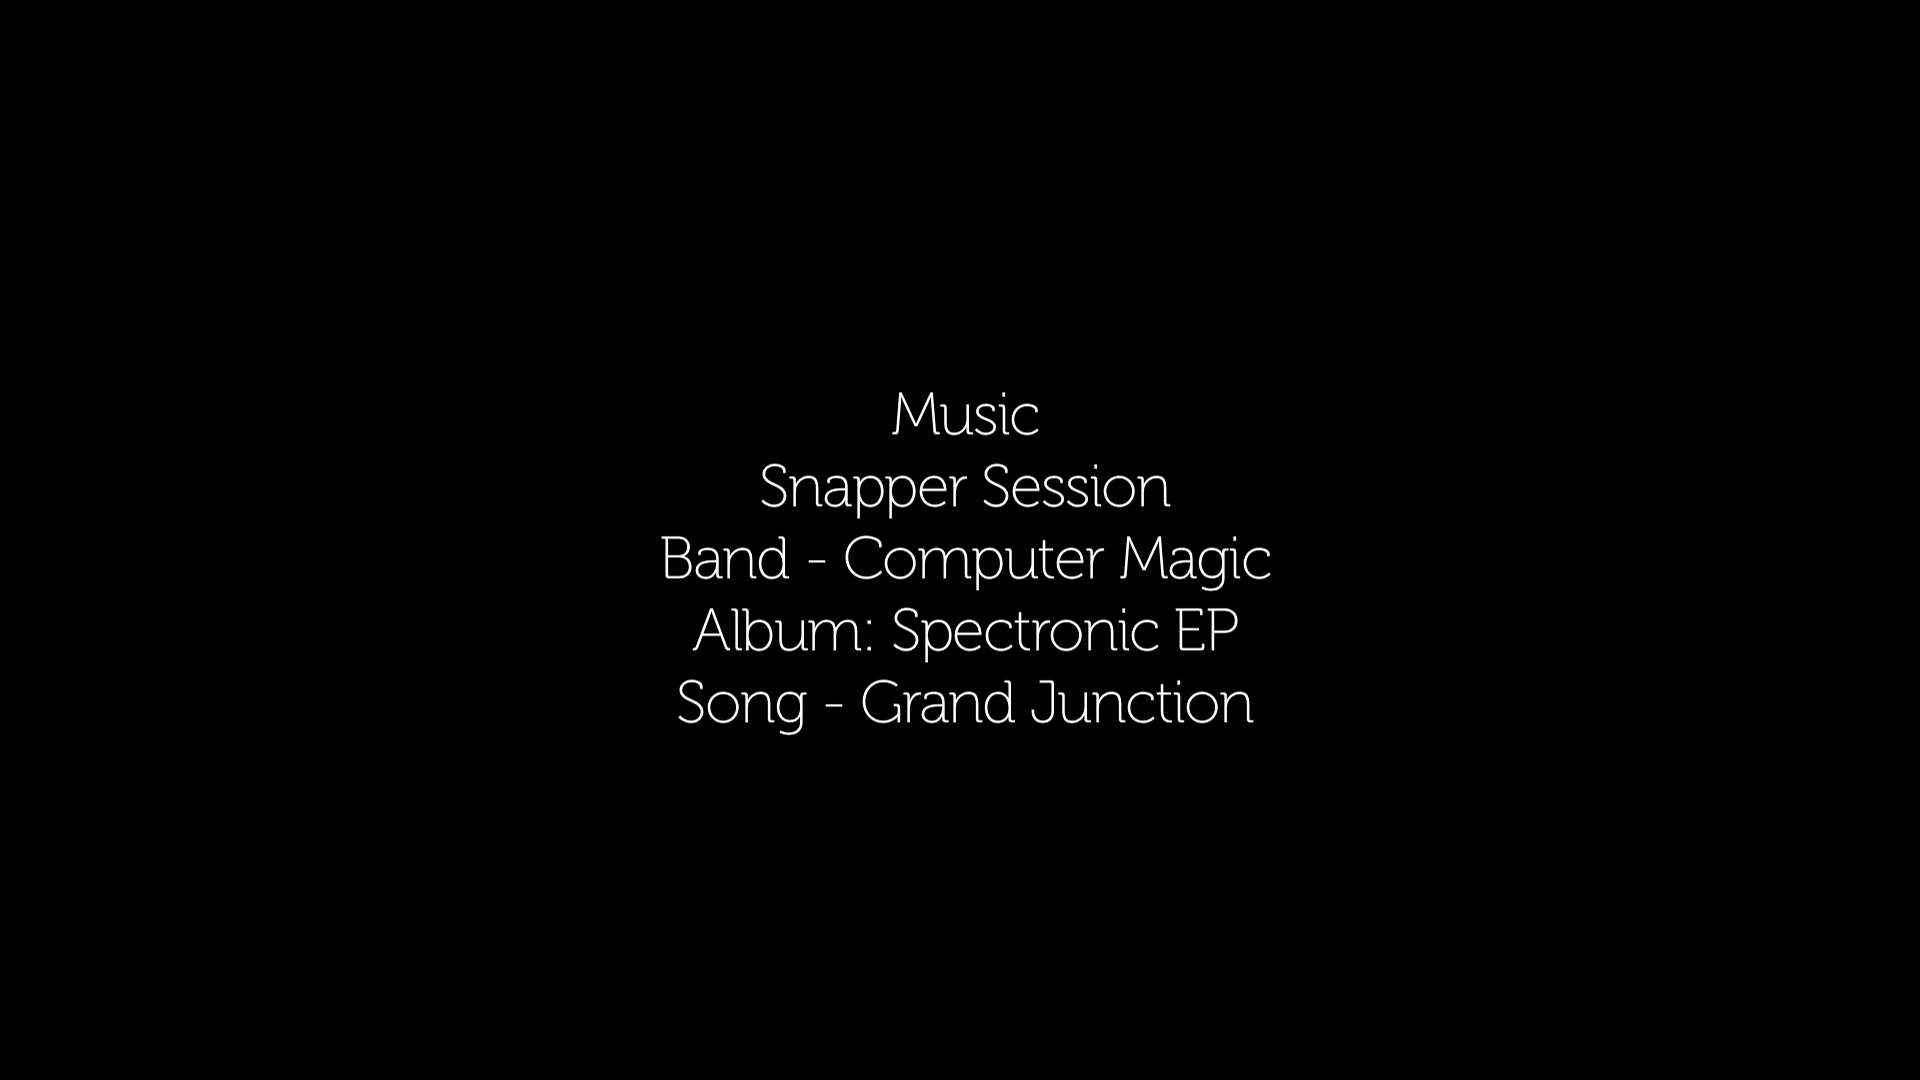 Music
Snapper Session
Band - Computer Magic
Album: Spectronic EP
Song - Grand Junction